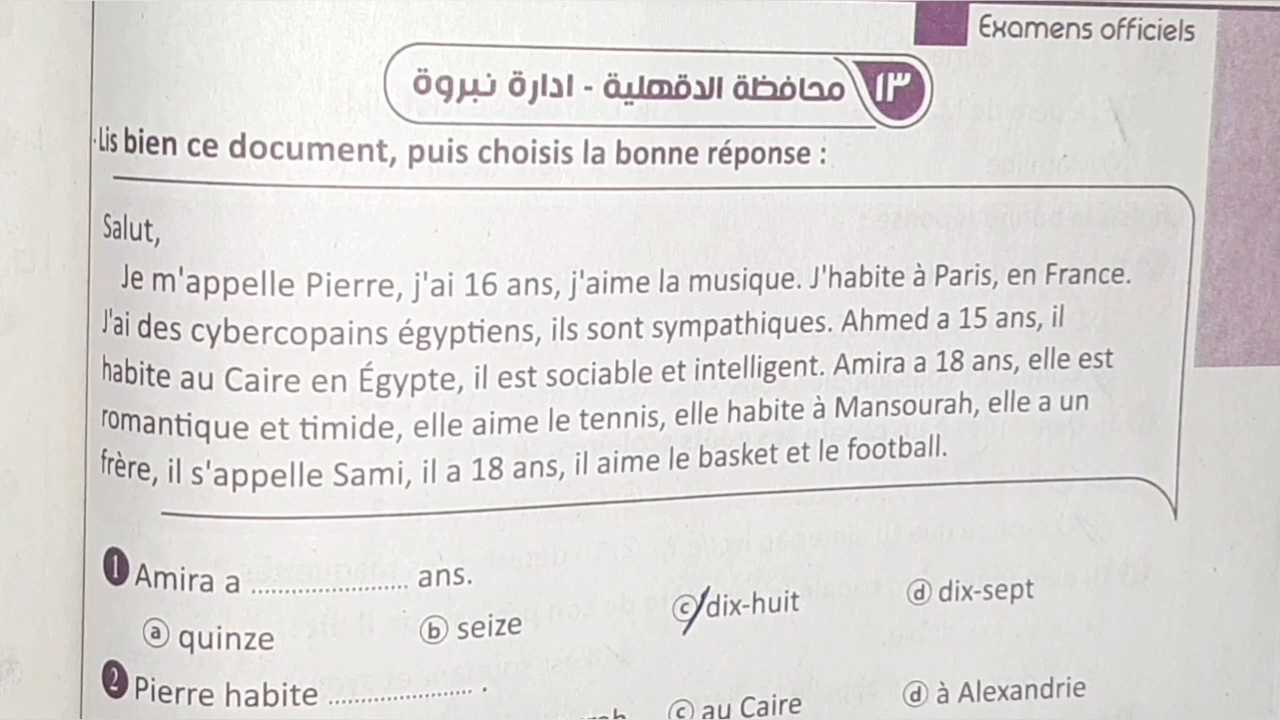 Examens officiels
١٣ محافظة الدقهلية - ادارة نبروة
Lis bien ce document, puis choisis la bonne réponse :
Salut,
Je m'appelle Pierre, j'ai 16 ans, j'aime la musique. J'habite à Paris, en France.
J'ai des cybercopains égyptiens, ils sont sympathiques. Ahmed a 15 ans, il
habite au Caire en Égypte, il est sociable et intelligent. Amira a 18 ans, elle est
romantique et timide, elle aime le tennis, elle habite à Mansourah, elle a un
frère, il s'appelle Sami, il a 18 ans, il aime le basket et le football.
1 Amira a ........................ ans.
a quinze b seize c dix-huit d dix-sept
2 Pierre habite ...................... .
c au Caire d à Alexandrie